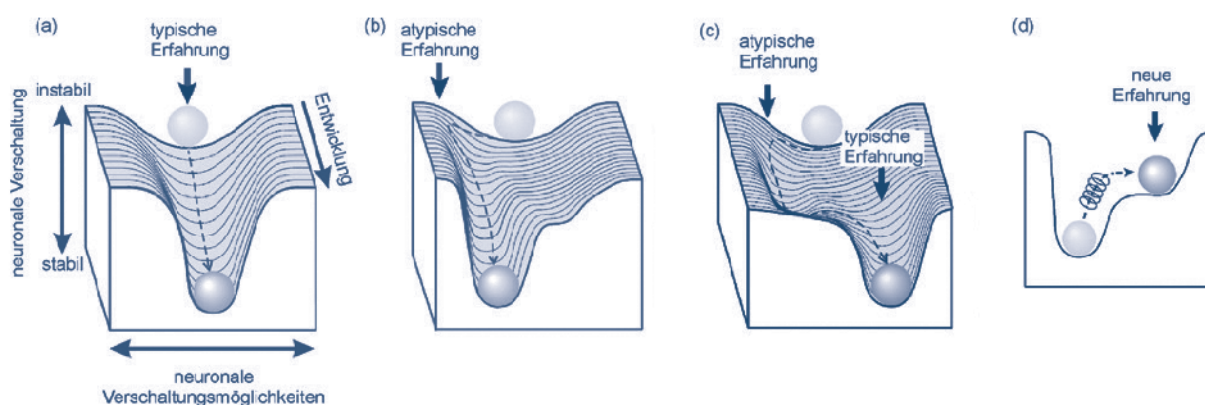 (a)
typische
Erfahrung
instabil
stabil
neuronale Verschaltung
Entwicklung
neuronale
Verschaltungsmöglichkeiten
(b)
atypische
Erfahrung
(c)
atypische
Erfahrung
typische
Erfahrung
(d)
neue
Erfahrung